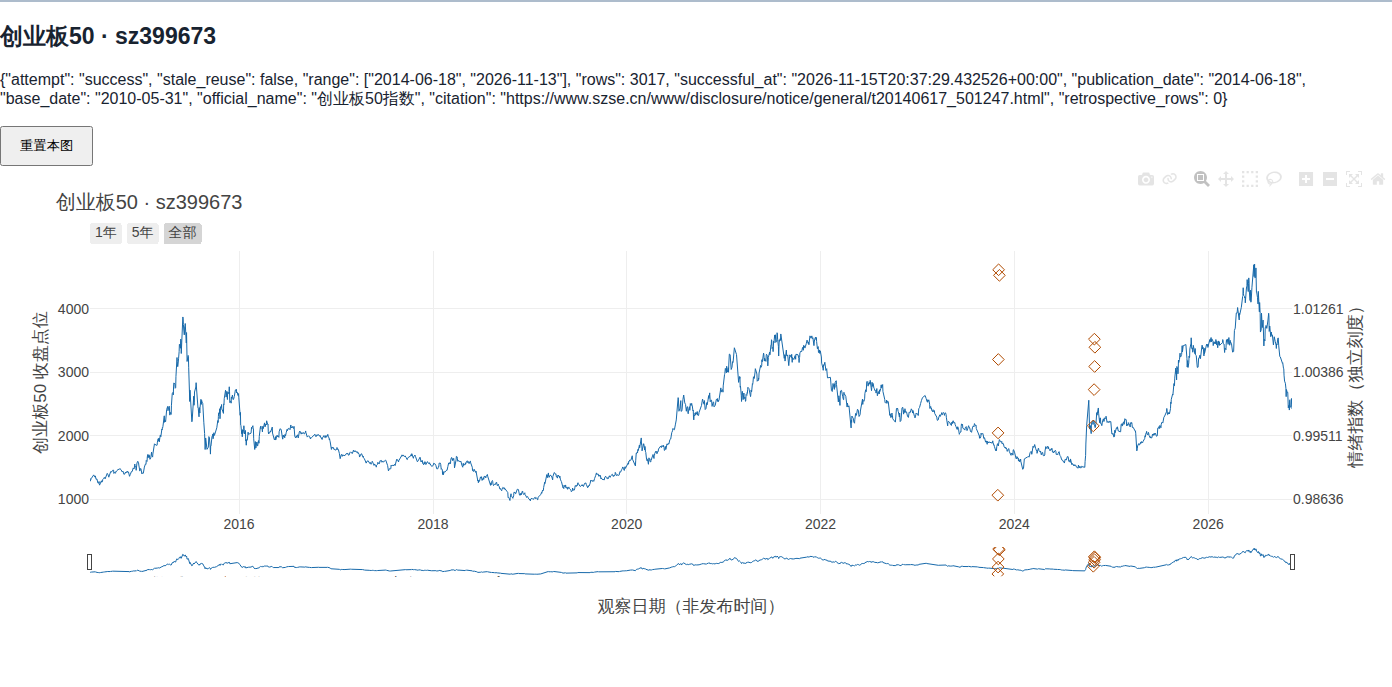 创业板50 · sz399673
{"attempt": "success", "stale_reuse": false, "range": ["2014-06-18", "2026-11-13"], "rows": 3017, "successful_at": "2026-11-15T20:37:29.432526+00:00", "publication_date": "2014-06-18",
"base_date": "2010-05-31", "official_name": "创业板50指数", "citation": "https://www.szse.cn/www/disclosure/notice/general/t20140617_501247.html", "retrospective_rows": 0}
重置本图
创业板50 · sz399673
1年 5年 全部
创业板50 收盘点位
4000
3000
2000
1000
1.01261
1.00386
0.99511
0.98636
情绪指数（独立刻度）
2016 2018 2020 2022 2024 2026
观察日期（非发布时间）